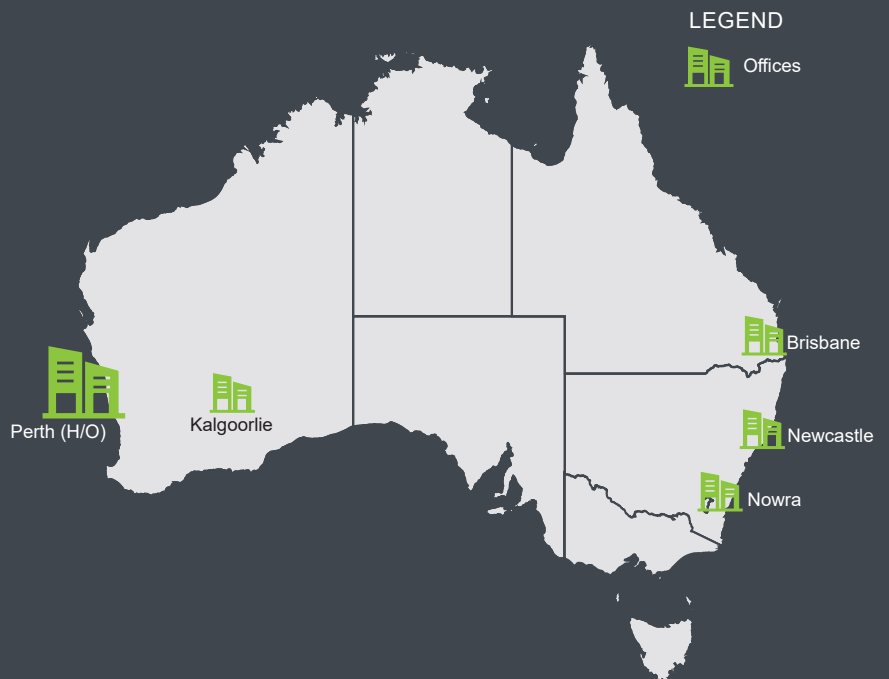 LEGEND
Offices
Brisbane
Perth (H/O)
Kalgoorlie
Newcastle
Nowra